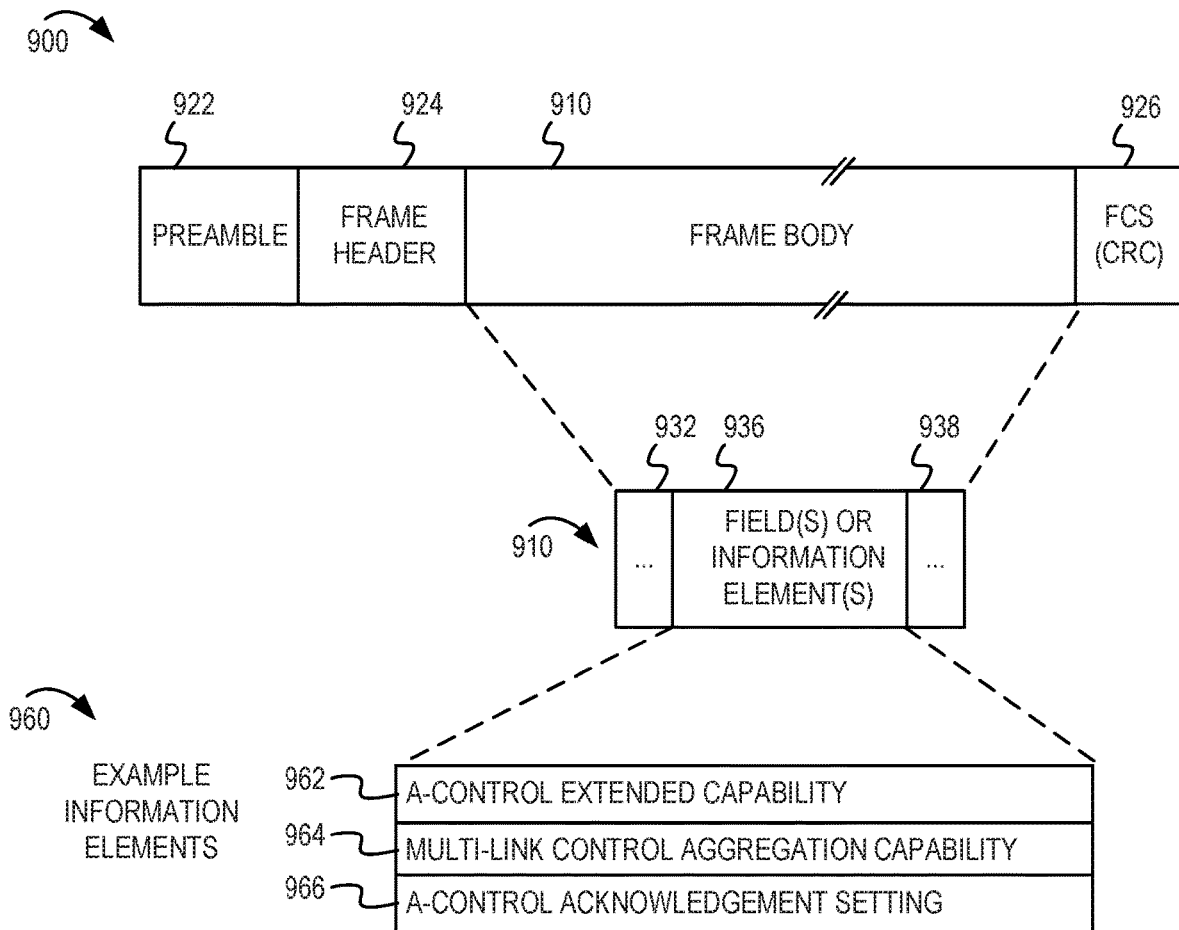 900
922
924
910
926
PREAMBLE
FRAME
HEADER
FRAME BODY
FCS
(CRC)
932
936
938
910
...
FIELD(S) OR
INFORMATION
ELEMENT(S)
...
960
EXAMPLE
INFORMATION
ELEMENTS
962
A-CONTROL EXTENDED CAPABILITY
964
MULTI-LINK CONTROL AGGREGATION CAPABILITY
966
A-CONTROL ACKNOWLEDGEMENT SETTING